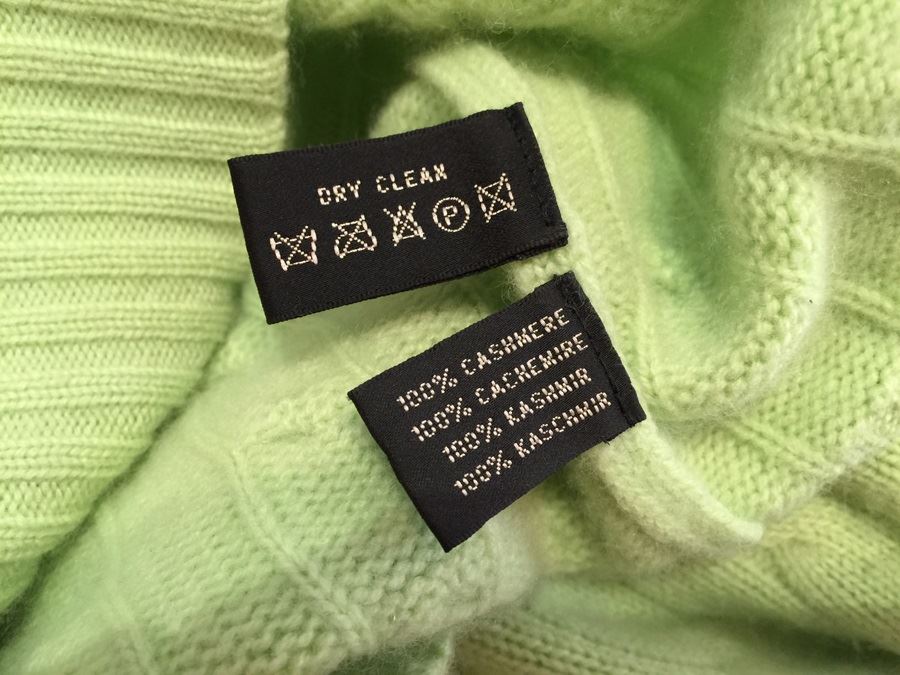 DRY CLEAN
P
100% CASHMERE
100% CACHEMIRE
100% KASHMIR
100% KASCHMIR